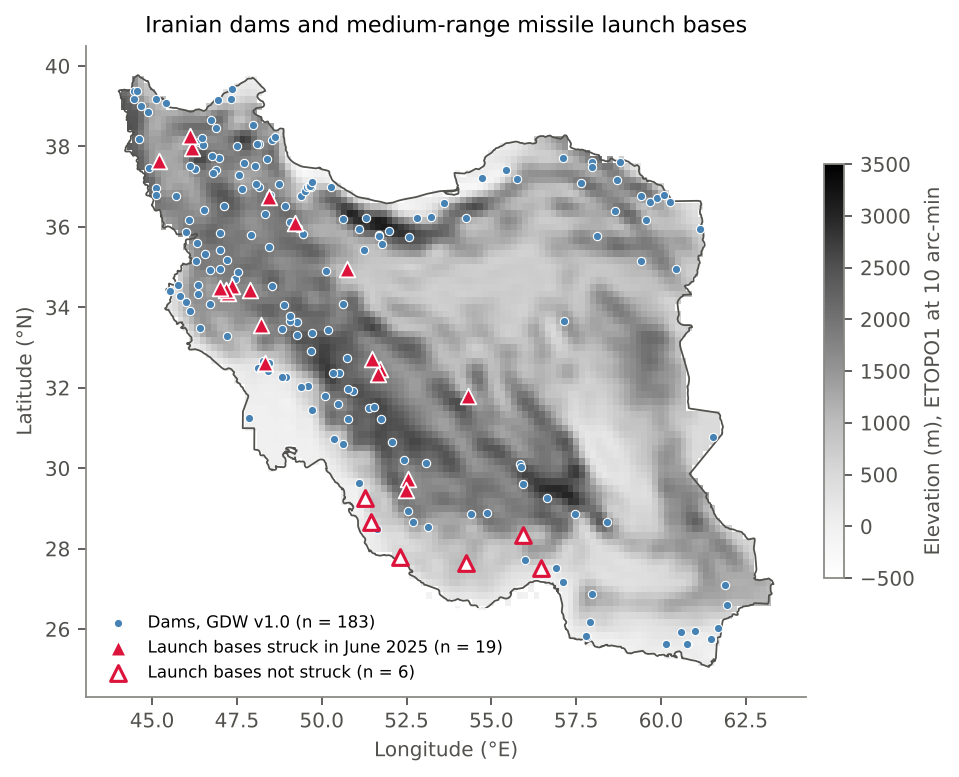 Iranian dams and medium-range missile launch bases
40
38
36
34
32
30
28
26
Latitude (°N)
Dams, GDW v1.0 (n = 183)
Launch bases struck in June 2025 (n = 19)
Launch bases not struck (n = 6)
45.0 47.5 50.0 52.5 55.0 57.5 60.0 62.5
Longitude (°E)
3500
3000
2500
2000
1500
1000
500
0
−500
Elevation (m), ETOPO1 at 10 arc-min